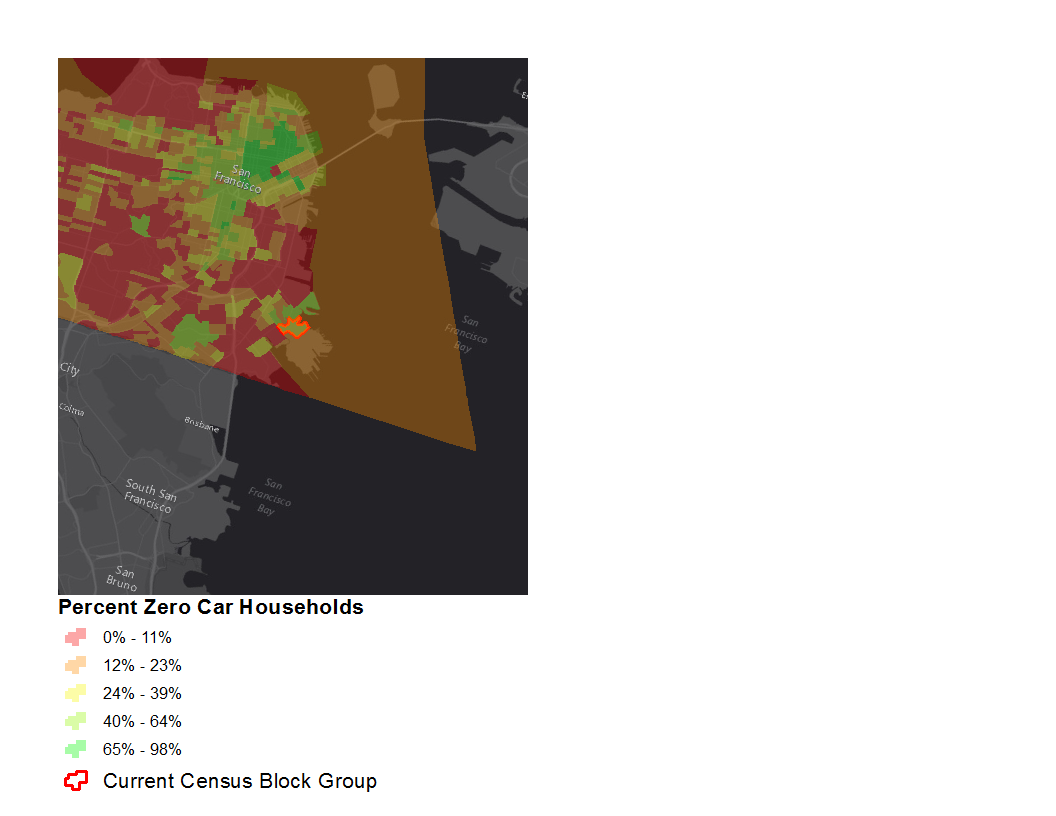 San
Francisco
San
Francisco
Bay
City
Colma
Brisbane
South San
Francisco
San
Francisco
Bay
San
Bruno
Percent Zero Car Households
0% - 11%
12% - 23%
24% - 39%
40% - 64%
65% - 98%
Current Census Block Group